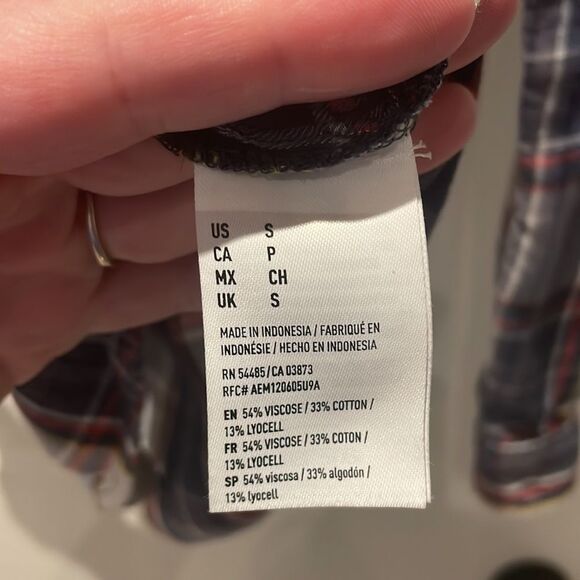 US S
CA P
MX CH
UK S
MADE IN INDONESIA / FABRIQUÉ EN
INDONÉSIE / HECHO EN INDONESIA
RN 54485/CA 03873
RFC# AEM120605U9A
EN 54% VISCOSE / 33% COTTON /
13% LYOCELL
FR 54% VISCOSE / 33% COTON /
13% LYOCELL
SP 54% viscosa / 33% algodón /
13% lyocell